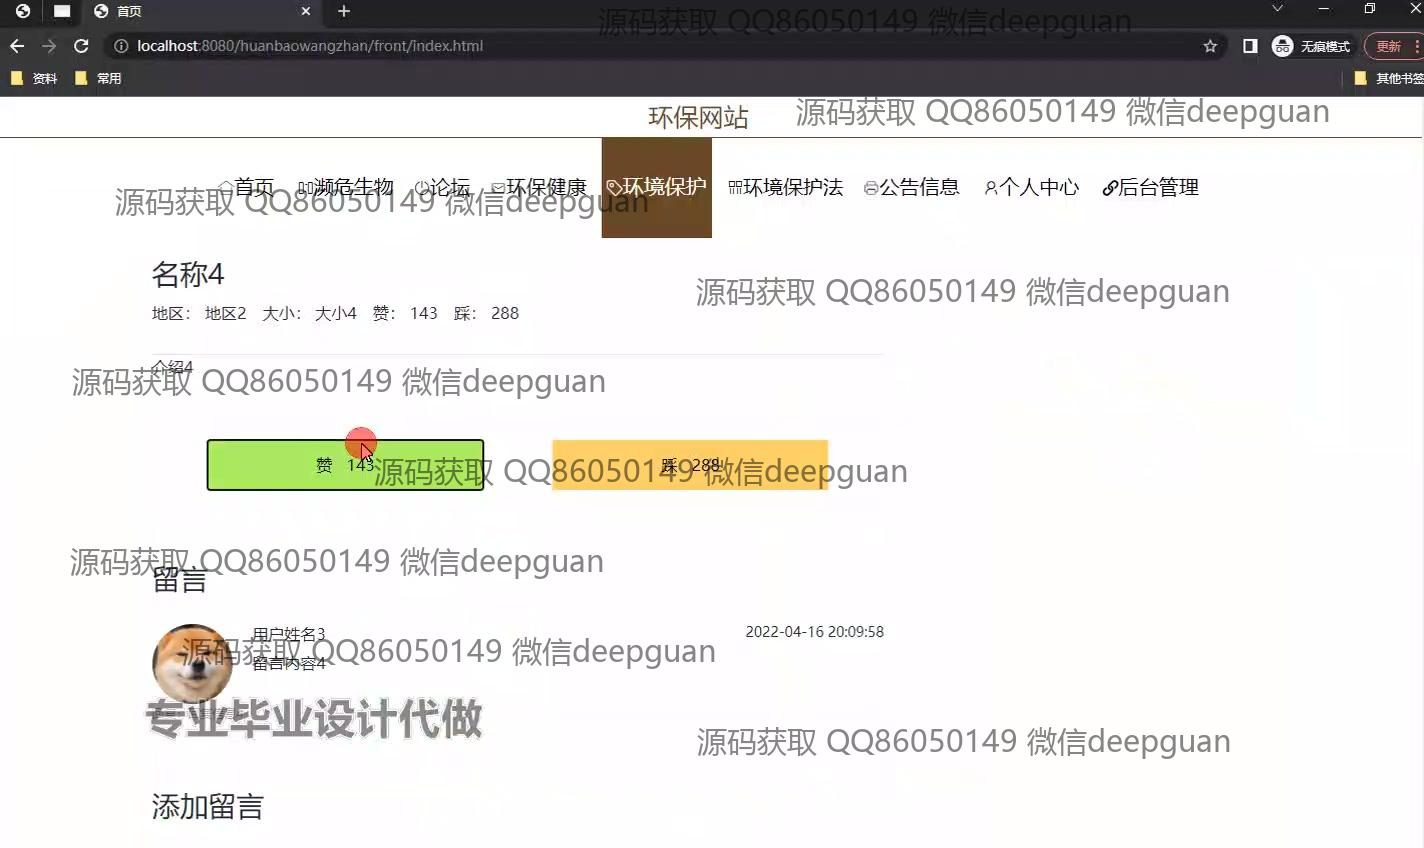 首页
localhost:8080/huanbaowangzhan/front/index.html
无痕模式
更新
资料
常用
其他书签
源码获取 QQ86050149 微信deepguan
环保网站
源码获取 QQ86050149 微信deepguan
首页
濒危生物
论坛
环保健康
环境保护
环境保护法
公告信息
个人中心
后台管理
源码获取 QQ86050149 微信deepguan
名称4
源码获取 QQ86050149 微信deepguan
地区： 地区2 大小： 大小4 赞： 143 踩： 288
介绍4
源码获取 QQ86050149 微信deepguan
赞 143
踩 288
源码获取 QQ86050149 微信deepguan
源码获取 QQ86050149 微信deepguan
留言
用户姓名3
2022-04-16 20:09:58
源码获取 QQ86050149 微信deepguan
留言内容4
专业毕业设计代做
源码获取 QQ86050149 微信deepguan
添加留言